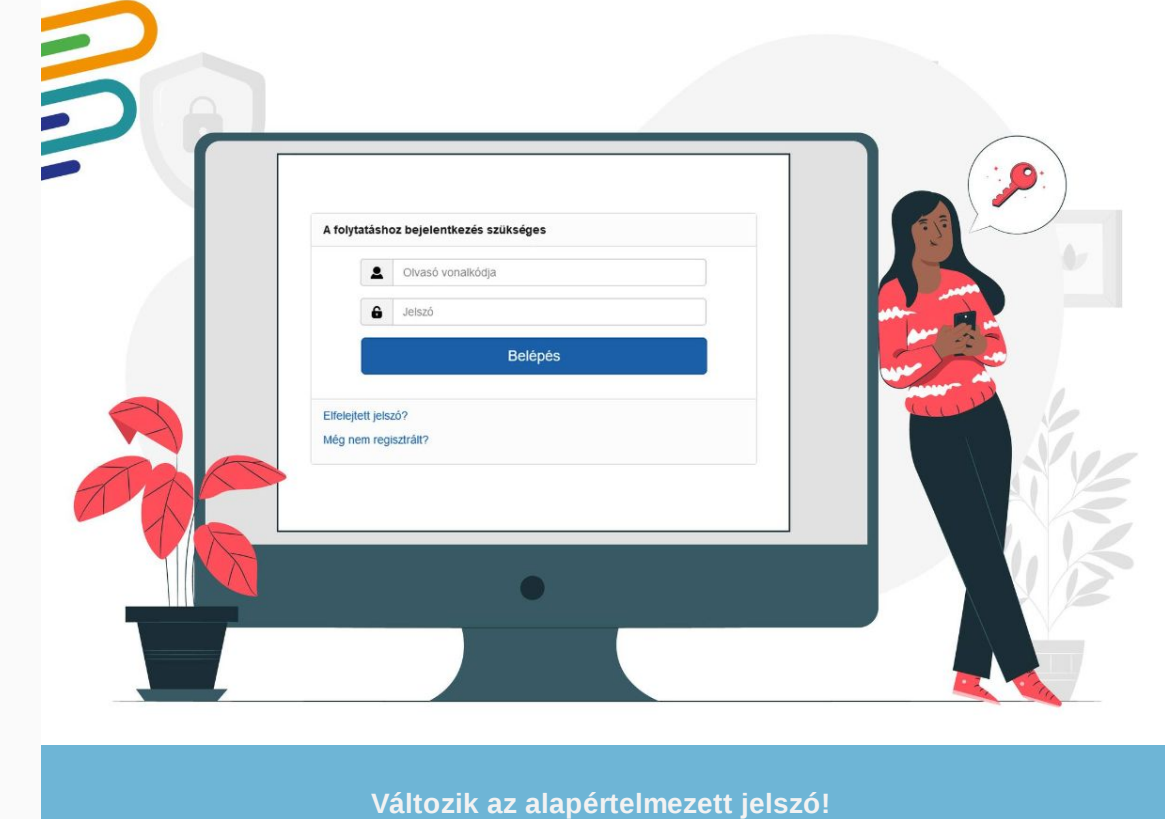 A folytatáshoz bejelentkezés szükséges
Olvasó vonalkódja
Jelszó
Belépés
Elfelejtett jelszó?
Még nem regisztrált?
Változik az alapértelmezett jelszó!